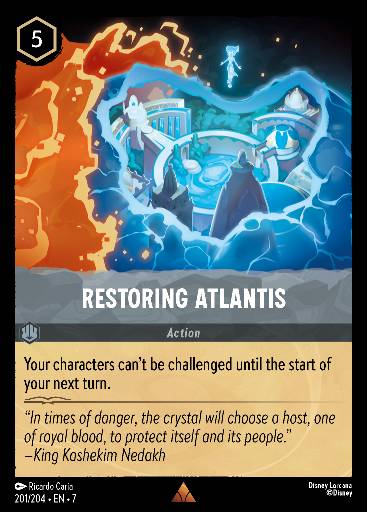 5
RESTORING ATLANTIS
Action
Your characters can't be challenged until the start of
your next turn.
“In times of danger, the crystal will choose a host, one
of royal blood, to protect itself and its people.”
–King Kashekim Nedakh
Ricardo Caria
Disney Lorcana
201/204 • EN • 7
©Disney